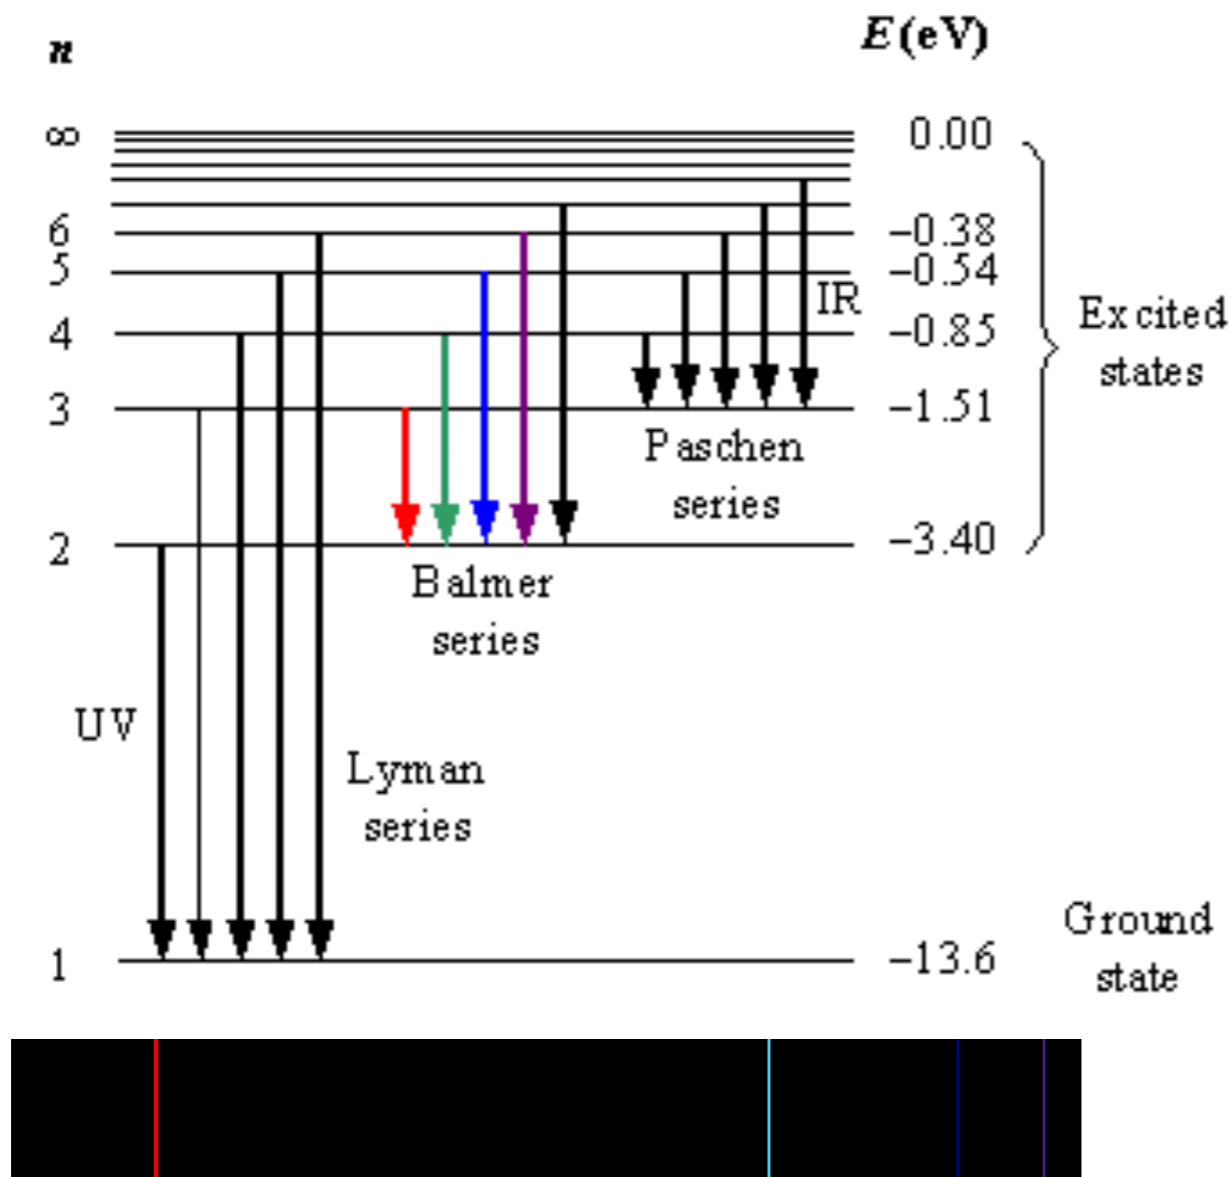 n E(eV)
∞ 0.00
6 −0.38
5 −0.54
IR
4 −0.85
Excited
states
3 −1.51
Paschen
series
2 −3.40
Balmer
series
UV
Lyman
series
Ground
state
1 −13.6